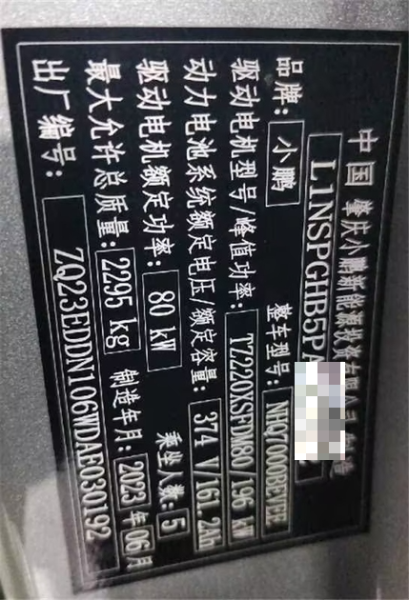 中国 肇庆小鹏新能源投资有限公司 制造
L1NSPGHB5PA
品牌: 小鹏 整车型号: NHQ7000BEVEE
驱动电机型号/峰值功率: TZ220XSFDM80/196 kW
动力电池系统额定电压/额定容量: 374 V/161.2Ah
驱动电机额定功率: 80 kW 乘坐人数: 5
最大允许总质量: 2295 kg 制造年月: 2023 年 06月
出厂编号: ZQ23EDDN106WDAE030192